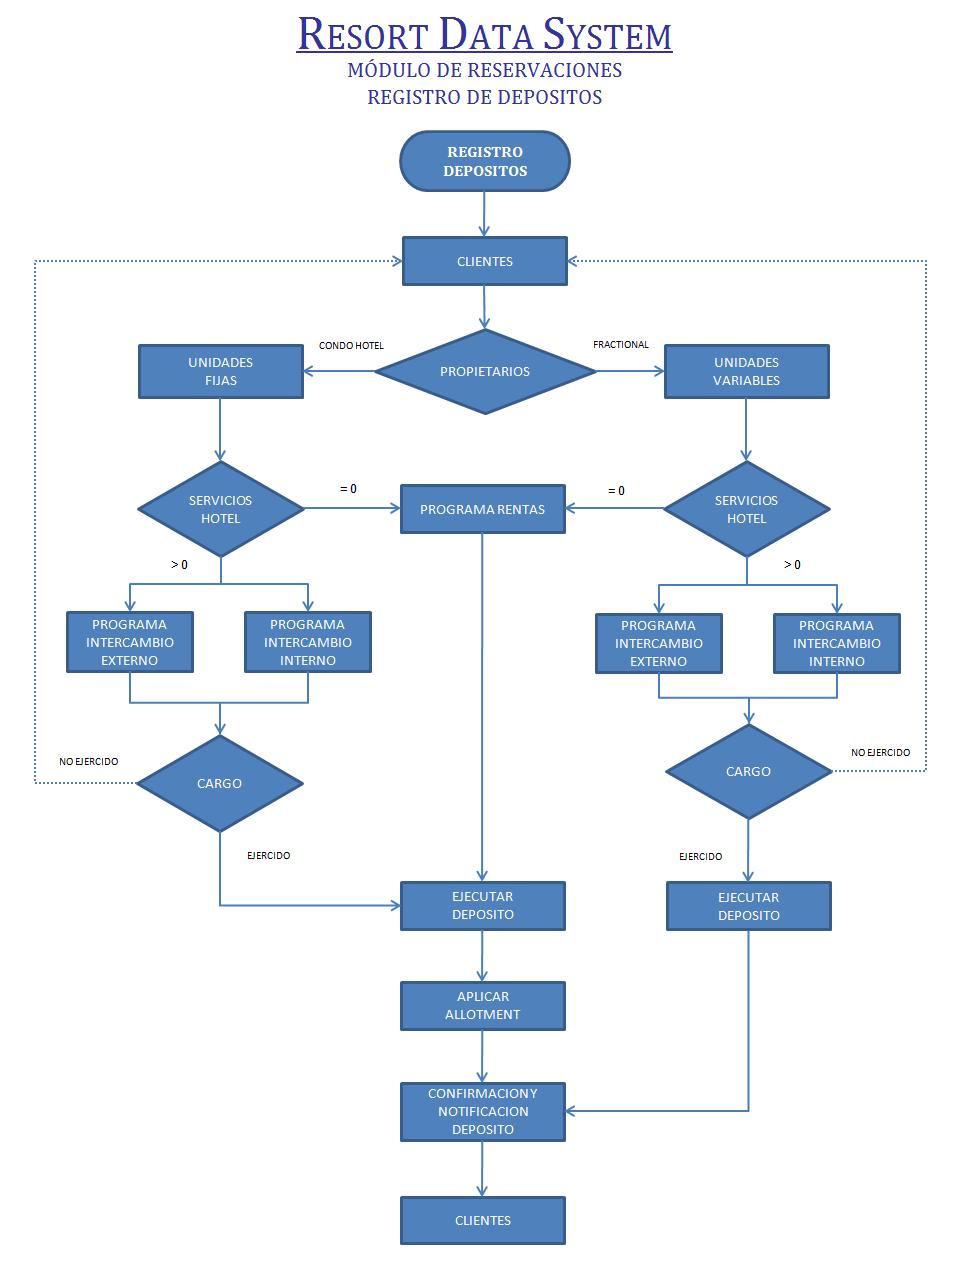 RESORT DATA SYSTEM
MÓDULO DE RESERVACIONES
REGISTRO DE DEPOSITOS
REGISTRO
DEPOSITOS
CLIENTES
CONDO HOTEL
FRACTIONAL
UNIDADES
FIJAS
PROPIETARIOS
UNIDADES
VARIABLES
SERVICIOS
HOTEL
= 0
PROGRAMA RENTAS
= 0
SERVICIOS
HOTEL
> 0
> 0
PROGRAMA
INTERCAMBIO
EXTERNO
PROGRAMA
INTERCAMBIO
INTERNO
PROGRAMA
INTERCAMBIO
EXTERNO
PROGRAMA
INTERCAMBIO
INTERNO
NO EJERCIDO
CARGO
CARGO
NO EJERCIDO
EJERCIDO
EJERCIDO
EJECUTAR
DEPOSITO
EJECUTAR
DEPOSITO
APLICAR
ALLOTMENT
CONFIRMACION Y
NOTIFICACION
DEPOSITO
CLIENTES